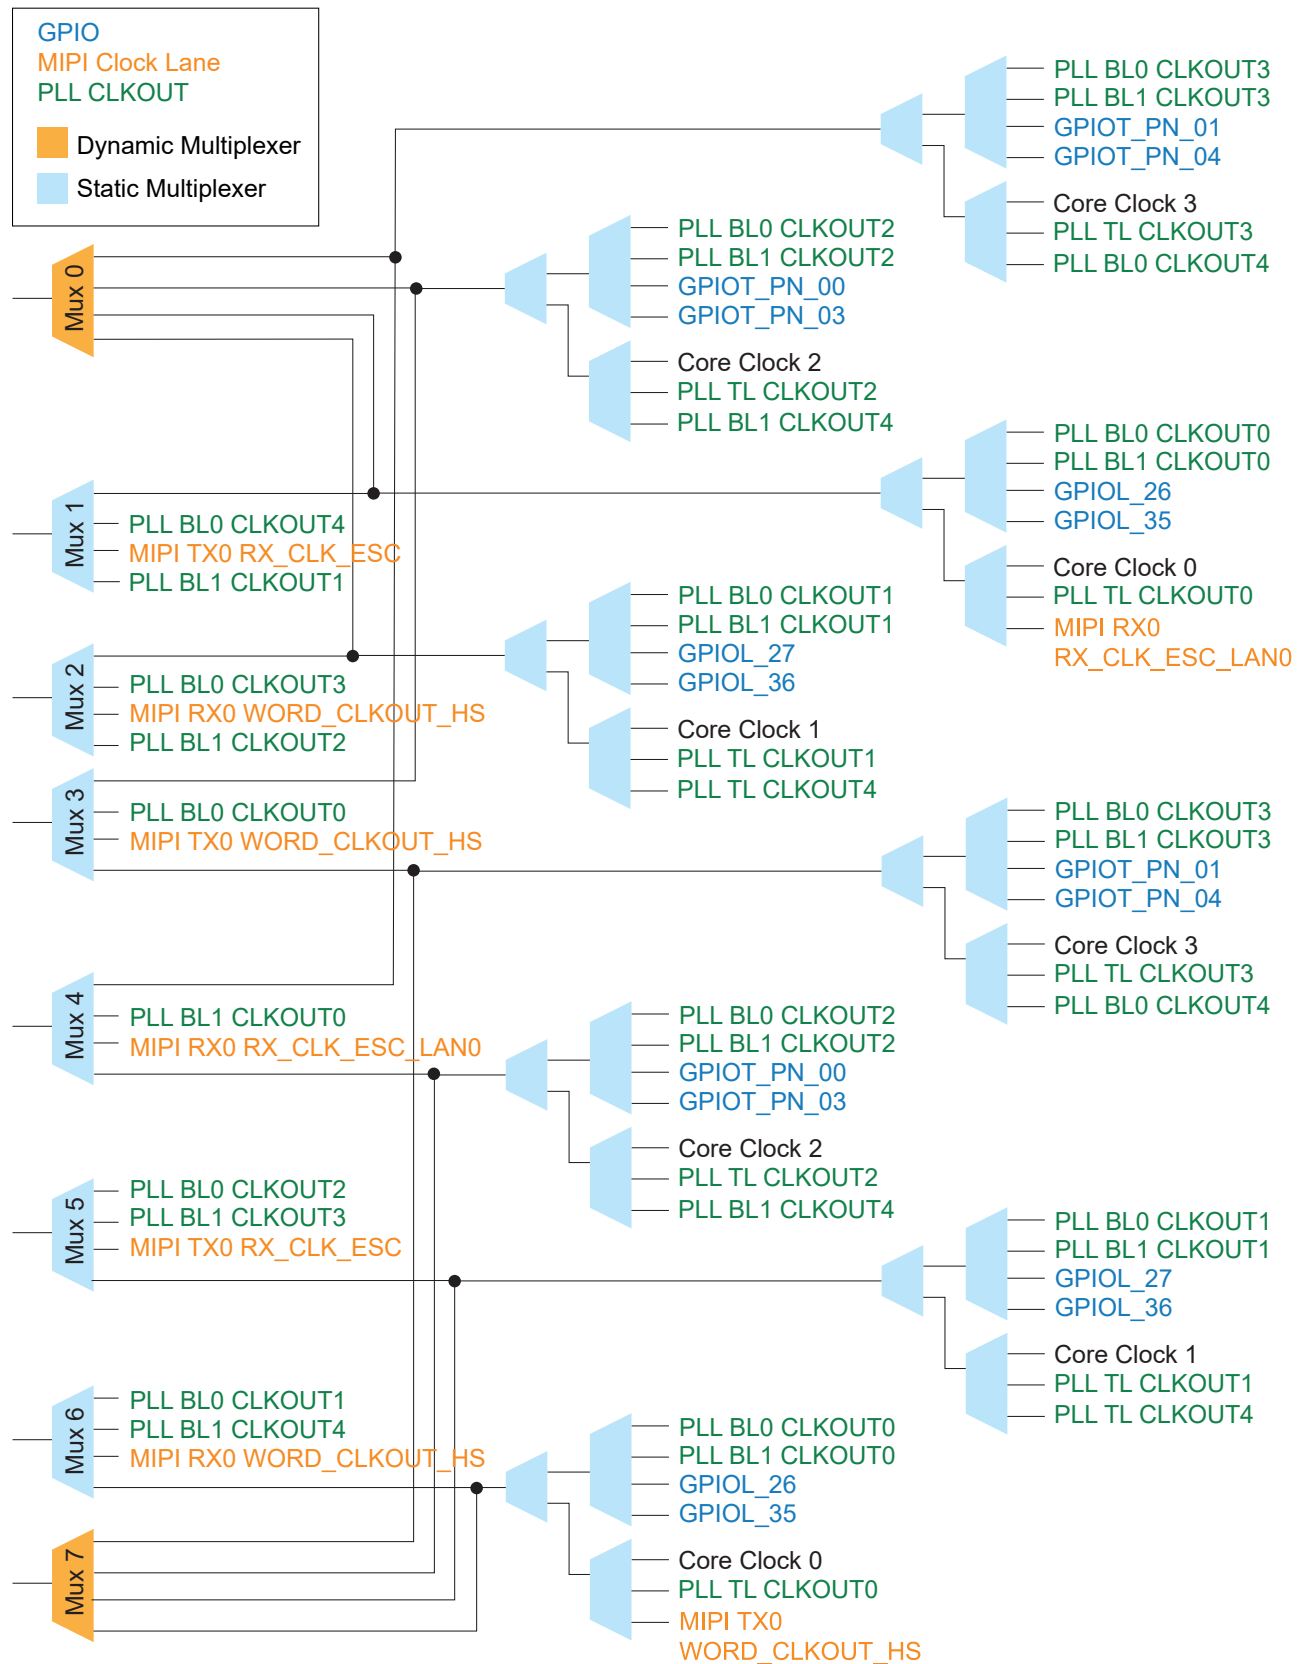 GPIO
MIPI Clock Lane
PLL CLKOUT
Dynamic Multiplexer
Static Multiplexer
PLL BL0 CLKOUT3
PLL BL1 CLKOUT3
GPIOT_PN_01
GPIOT_PN_04
Core Clock 3
PLL TL CLKOUT3
PLL BL0 CLKOUT4
Mux 0
PLL BL0 CLKOUT2
PLL BL1 CLKOUT2
GPIOT_PN_00
GPIOT_PN_03
Core Clock 2
PLL TL CLKOUT2
PLL BL1 CLKOUT4
PLL BL0 CLKOUT0
PLL BL1 CLKOUT0
GPIOL_26
GPIOL_35
Core Clock 0
PLL TL CLKOUT0
MIPI RX0
RX_CLK_ESC_LAN0
Mux 1
PLL BL0 CLKOUT4
MIPI TX0 RX_CLK_ESC
PLL BL1 CLKOUT1
PLL BL0 CLKOUT1
PLL BL1 CLKOUT1
GPIOL_27
GPIOL_36
Core Clock 1
PLL TL CLKOUT1
PLL TL CLKOUT4
Mux 2
PLL BL0 CLKOUT3
MIPI RX0 WORD_CLKOUT_HS
PLL BL1 CLKOUT2
Mux 3
PLL BL0 CLKOUT0
MIPI TX0 WORD_CLKOUT_HS
PLL BL0 CLKOUT3
PLL BL1 CLKOUT3
GPIOT_PN_01
GPIOT_PN_04
Core Clock 3
PLL TL CLKOUT3
PLL BL0 CLKOUT4
Mux 4
PLL BL1 CLKOUT0
MIPI RX0 RX_CLK_ESC_LAN0
PLL BL0 CLKOUT2
PLL BL1 CLKOUT2
GPIOT_PN_00
GPIOT_PN_03
Core Clock 2
PLL TL CLKOUT2
PLL BL1 CLKOUT4
Mux 5
PLL BL0 CLKOUT2
PLL BL1 CLKOUT3
MIPI TX0 RX_CLK_ESC
PLL BL0 CLKOUT1
PLL BL1 CLKOUT1
GPIOL_27
GPIOL_36
Core Clock 1
PLL TL CLKOUT1
PLL TL CLKOUT4
Mux 6
PLL BL0 CLKOUT1
PLL BL1 CLKOUT4
MIPI RX0 WORD_CLKOUT_HS
PLL BL0 CLKOUT0
PLL BL1 CLKOUT0
GPIOL_26
GPIOL_35
Core Clock 0
PLL TL CLKOUT0
MIPI TX0
WORD_CLKOUT_HS
Mux 7